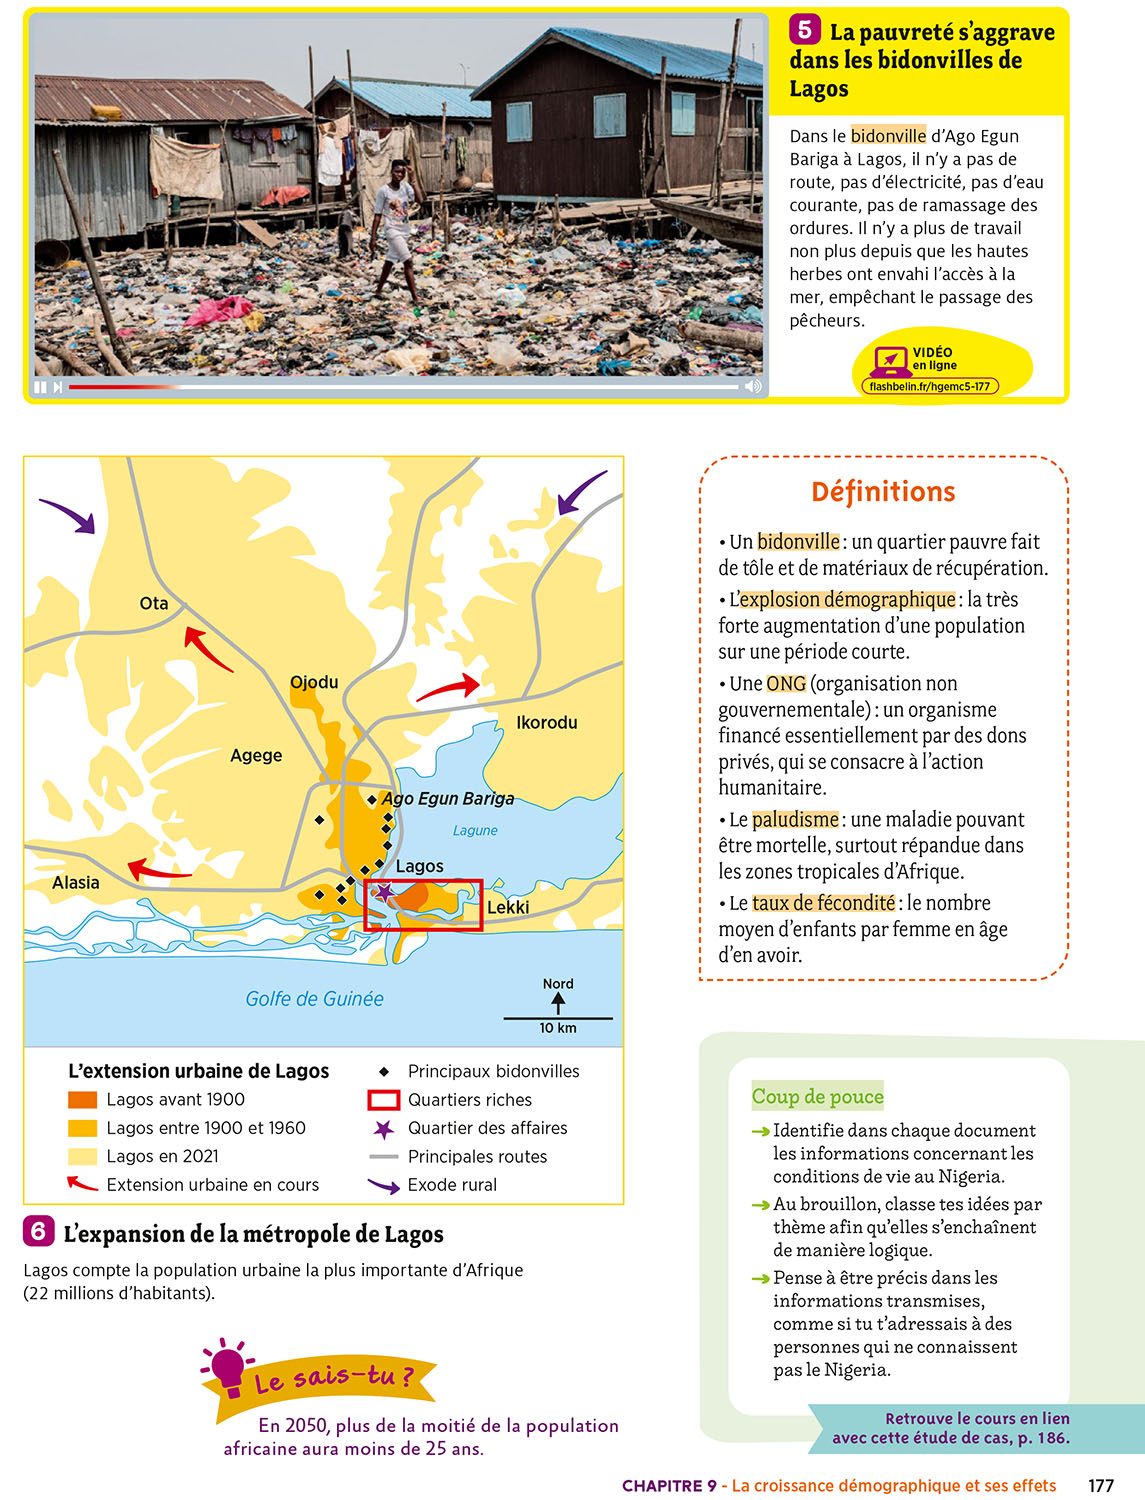 5 La pauvreté s’aggrave
dans les bidonvilles de
Lagos
Dans le bidonville d’Ago Egun
Bariga à Lagos, il n’y a pas de
route, pas d’électricité, pas d’eau
courante, pas de ramassage des
ordures. Il n’y a plus de travail
non plus depuis que les hautes
herbes ont envahi l’accès à la
mer, empêchant le passage des
pêcheurs.
VIDÉO
en ligne
flashbelin.fr/hgemc5-177
Ota
Ojodu
Ikorodu
Agege
Ago Egun Bariga
Lagune
Lagos
Alasia
Lekki
Golfe de Guinée
Nord
10 km
L’extension urbaine de Lagos
Lagos avant 1900
Lagos entre 1900 et 1960
Lagos en 2021
Extension urbaine en cours
Principaux bidonvilles
Quartiers riches
Quartier des affaires
Principales routes
Exode rural
6 L’expansion de la métropole de Lagos
Lagos compte la population urbaine la plus importante d’Afrique
(22 millions d’habitants).
Le sais-tu ?
En 2050, plus de la moitié de la population
africaine aura moins de 25 ans.
Définitions
• Un bidonville : un quartier pauvre fait
de tôle et de matériaux de récupération.
• L’explosion démographique : la très
forte augmentation d’une population
sur une période courte.
• Une ONG (organisation non
gouvernementale) : un organisme
financé essentiellement par des dons
privés, qui se consacre à l’action
humanitaire.
• Le paludisme : une maladie pouvant
être mortelle, surtout répandue dans
les zones tropicales d’Afrique.
• Le taux de fécondité : le nombre
moyen d’enfants par femme en âge
d’en avoir.
Coup de pouce
→ Identifie dans chaque document
les informations concernant les
conditions de vie au Nigeria.
→ Au brouillon, classe tes idées par
thème afin qu’elles s’enchaînent
de manière logique.
→ Pense à être précis dans les
informations transmises,
comme si tu t’adressais à des
personnes qui ne connaissent
pas le Nigeria.
Retrouve le cours en lien
avec cette étude de cas, p. 186.
CHAPITRE 9 - La croissance démographique et ses effets 177